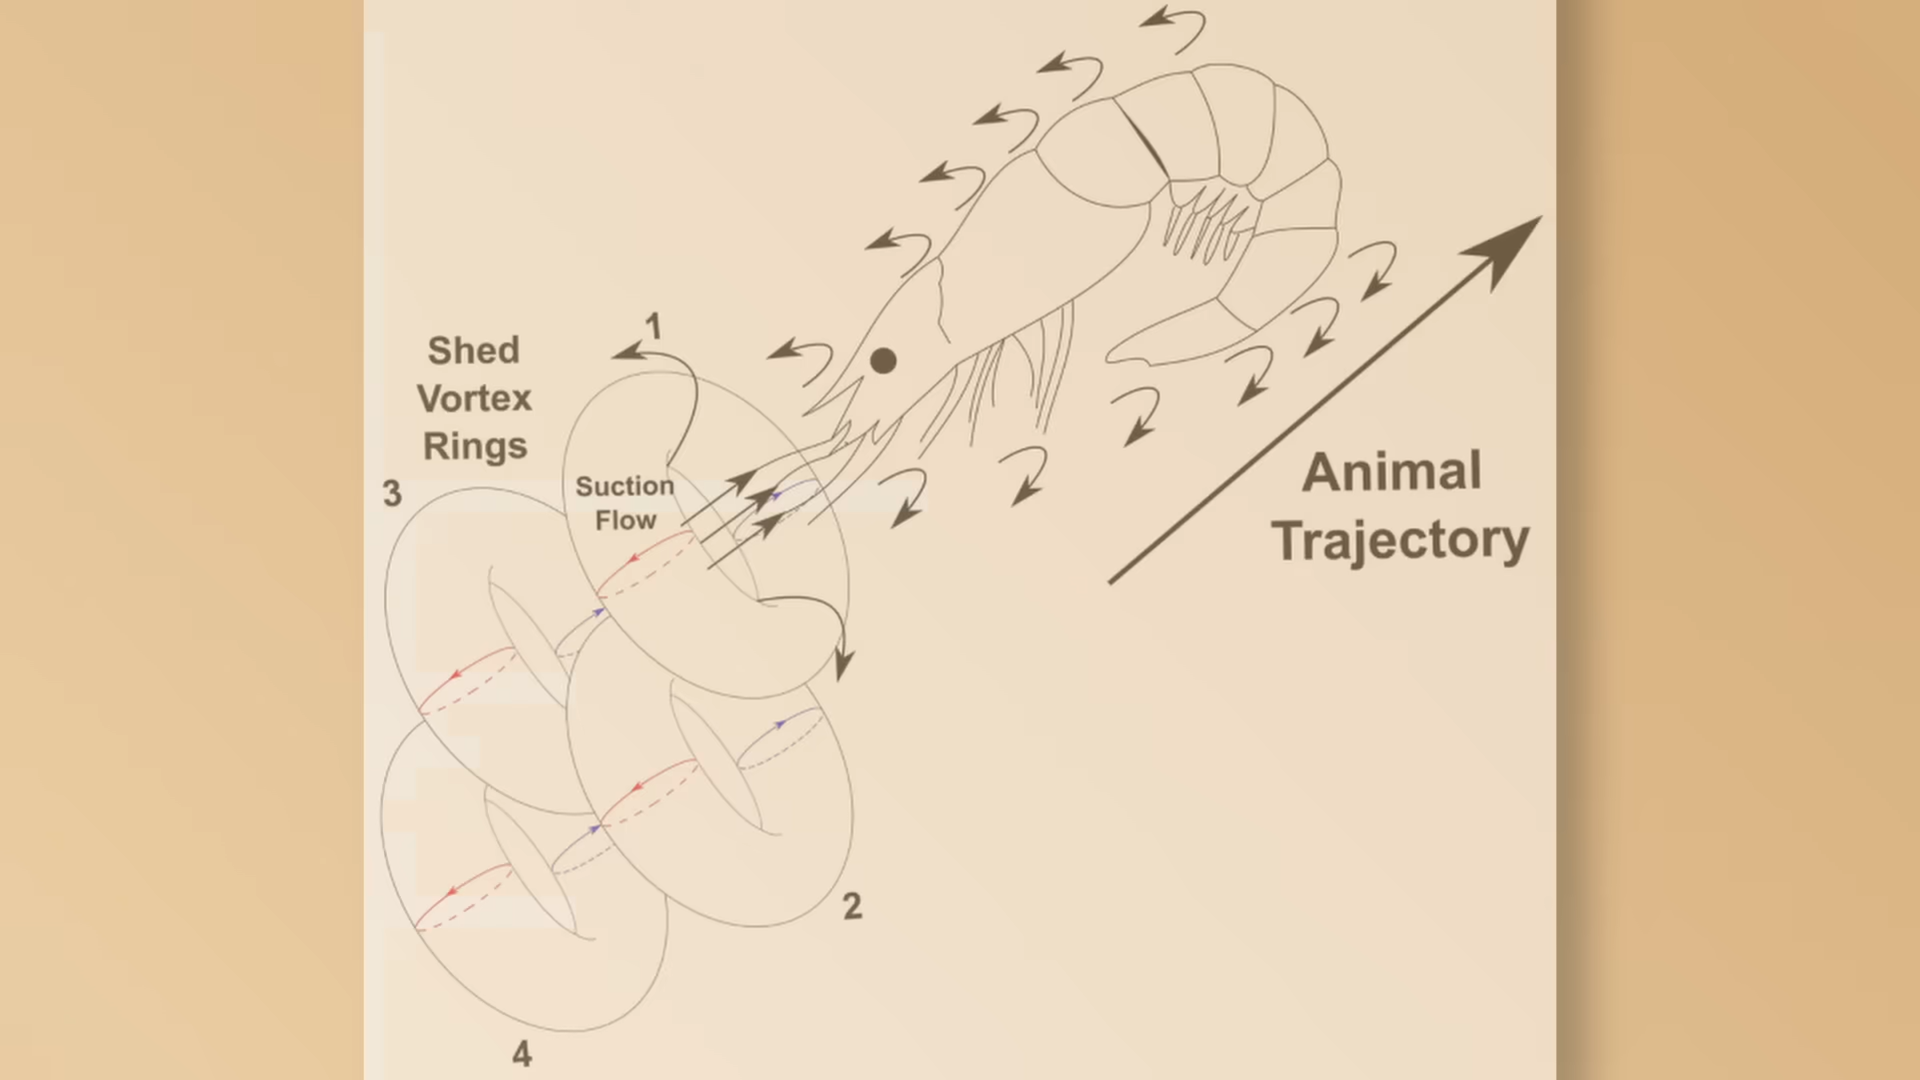 1
Shed
Vortex
Rings
3
Suction
Flow
Animal
Trajectory
2
4